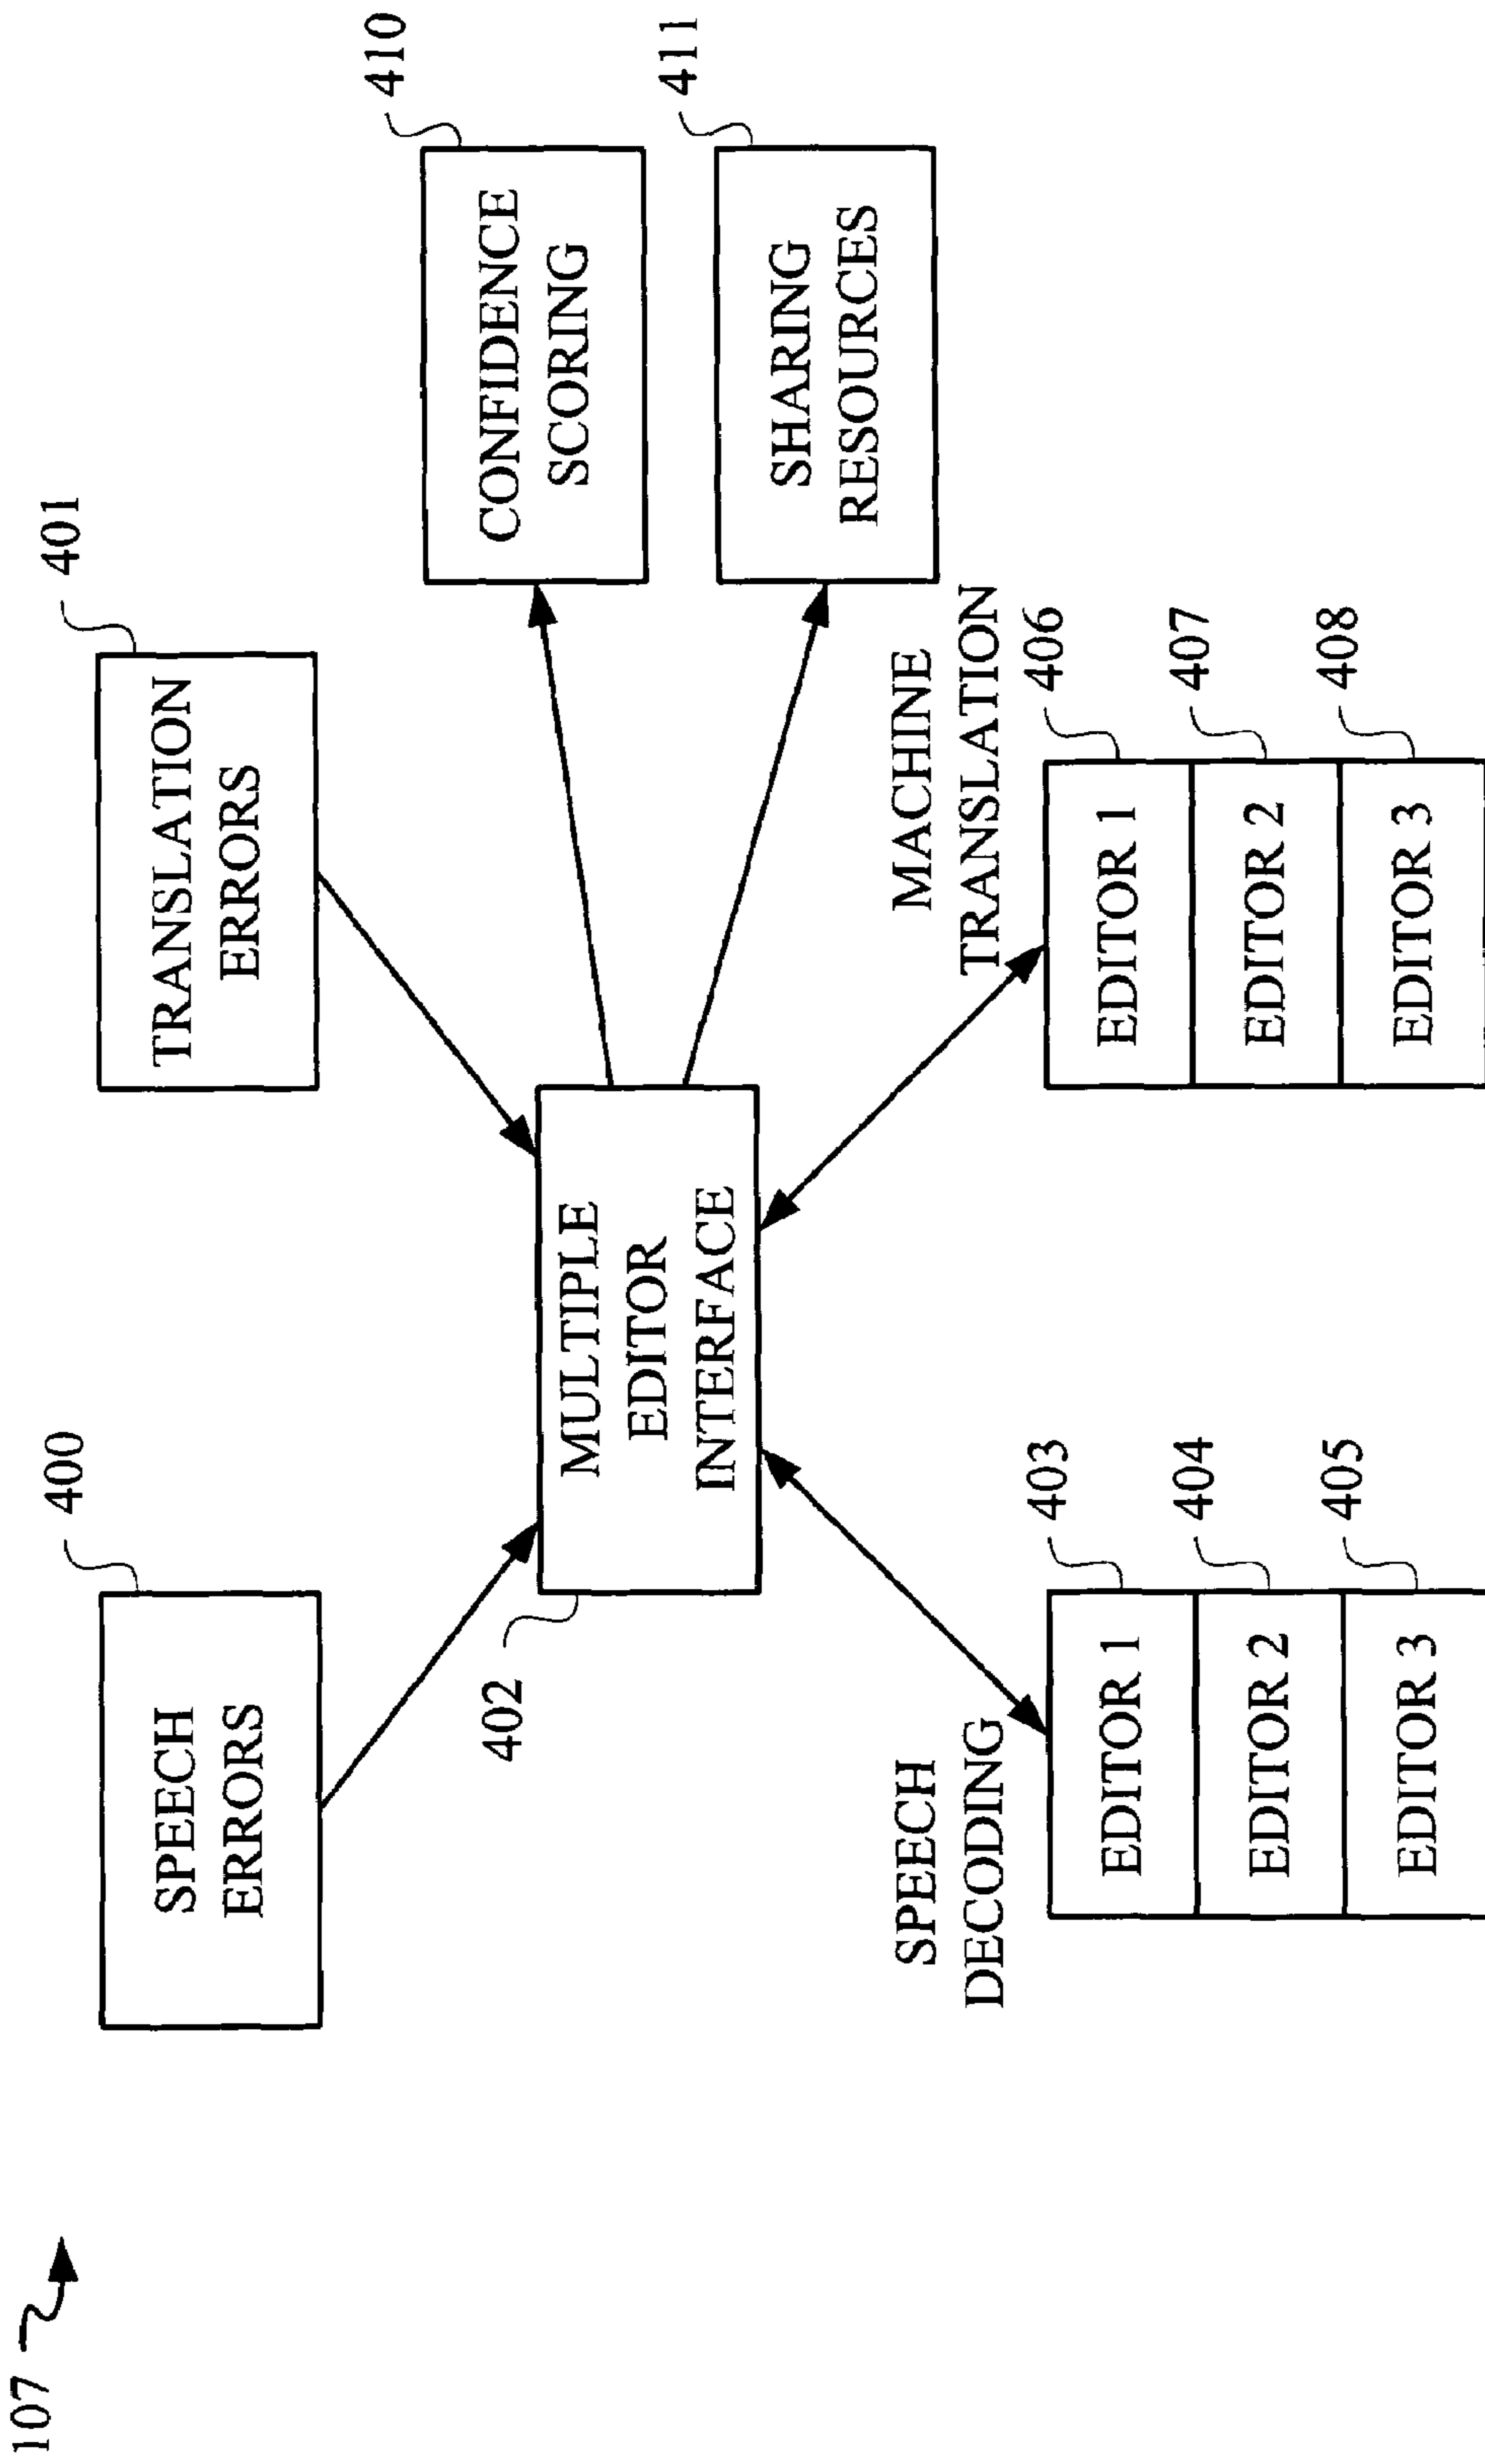 107
400
SPEECH
ERRORS
401
TRANSLATION
ERRORS
402
MULTIPLE
EDITOR
INTERFACE
410
CONFIDENCE
SCORING
411
SHARING
RESOURCES
SPEECH
DECODING
403
EDITOR 1
404
EDITOR 2
405
EDITOR 3
MACHINE
TRANSLATION
406
EDITOR 1
407
EDITOR 2
408
EDITOR 3